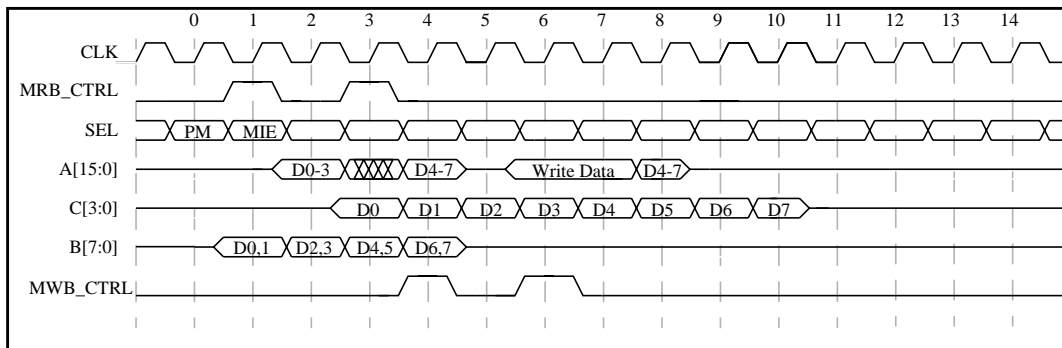 0 1 2 3 4 5 6 7 8 9 10 11 12 13 14
CLK
MRB_CTRL
SEL PM MIE
A[15:0] D0-3 D4-7 Write Data D4-7
C[3:0] D0 D1 D2 D3 D4 D5 D6 D7
B[7:0] D0,1 D2,3 D4,5 D6,7
MWB_CTRL